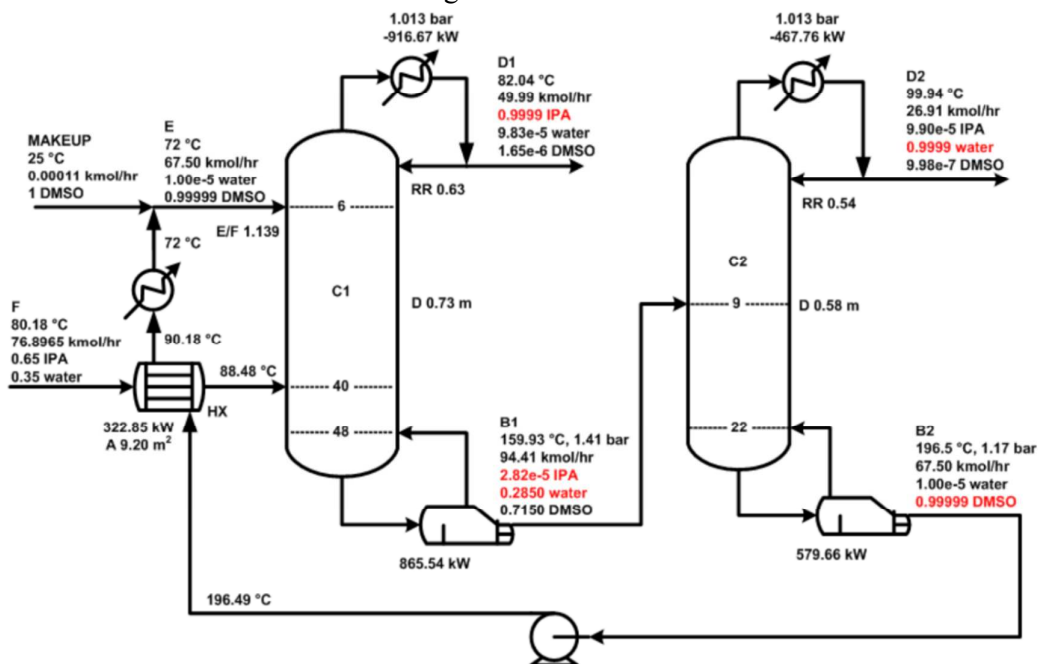 1.013 bar
-916.67 kW
D1
82.04 °C
49.99 kmol/hr
0.9999 IPA
9.83e-5 water
1.65e-6 DMSO
RR 0.63
1.013 bar
-467.76 kW
D2
99.94 °C
26.91 kmol/hr
9.90e-5 IPA
0.9999 water
9.98e-7 DMSO
RR 0.54
MAKEUP
25 °C
0.00011 kmol/hr
1 DMSO
E
72 °C
67.50 kmol/hr
1.00e-5 water
0.99999 DMSO
E/F 1.139
72 °C
6
C1
D 0.73 m
40
48
C2
9
D 0.58 m
22
F
80.18 °C
76.8965 kmol/hr
0.65 IPA
0.35 water
90.18 °C
88.48 °C
HX
322.85 kW
A 9.20 m²
B1
159.93 °C, 1.41 bar
94.41 kmol/hr
2.82e-5 IPA
0.2850 water
0.7150 DMSO
865.54 kW
B2
196.5 °C, 1.17 bar
67.50 kmol/hr
1.00e-5 water
0.99999 DMSO
579.66 kW
196.49 °C